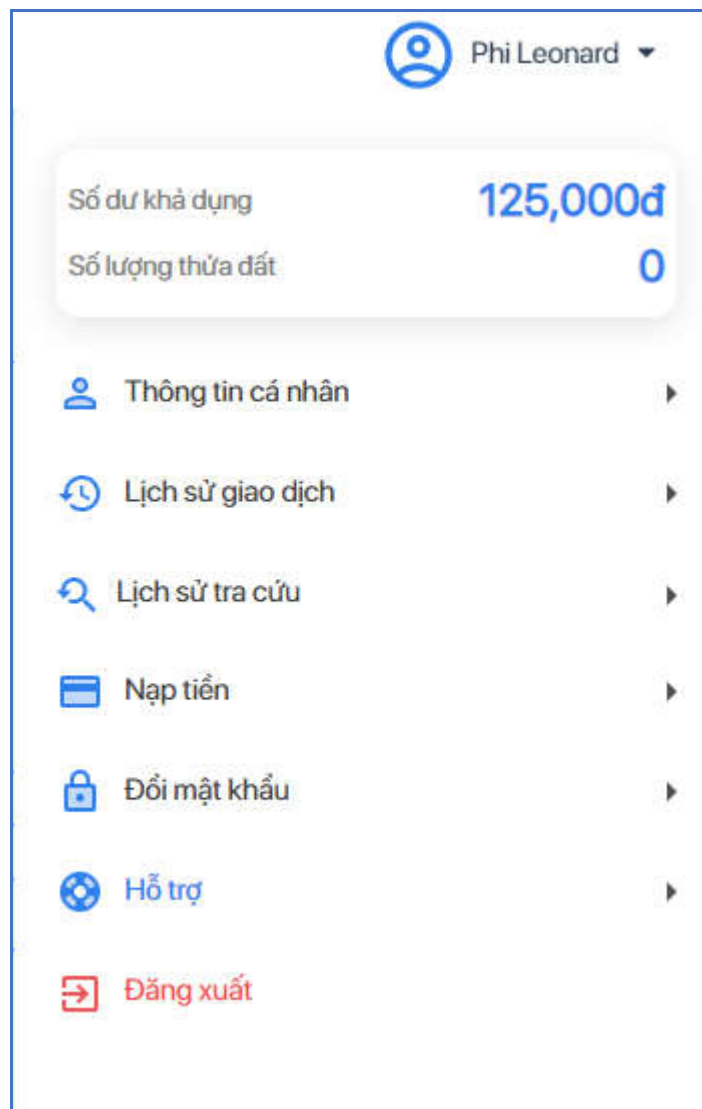 Phi Leonard
Số dư khả dụng 125,000đ
Số lượng thửa đất 0
Thông tin cá nhân
Lịch sử giao dịch
Lịch sử tra cứu
Nạp tiền
Đổi mật khẩu
Hỗ trợ
Đăng xuất